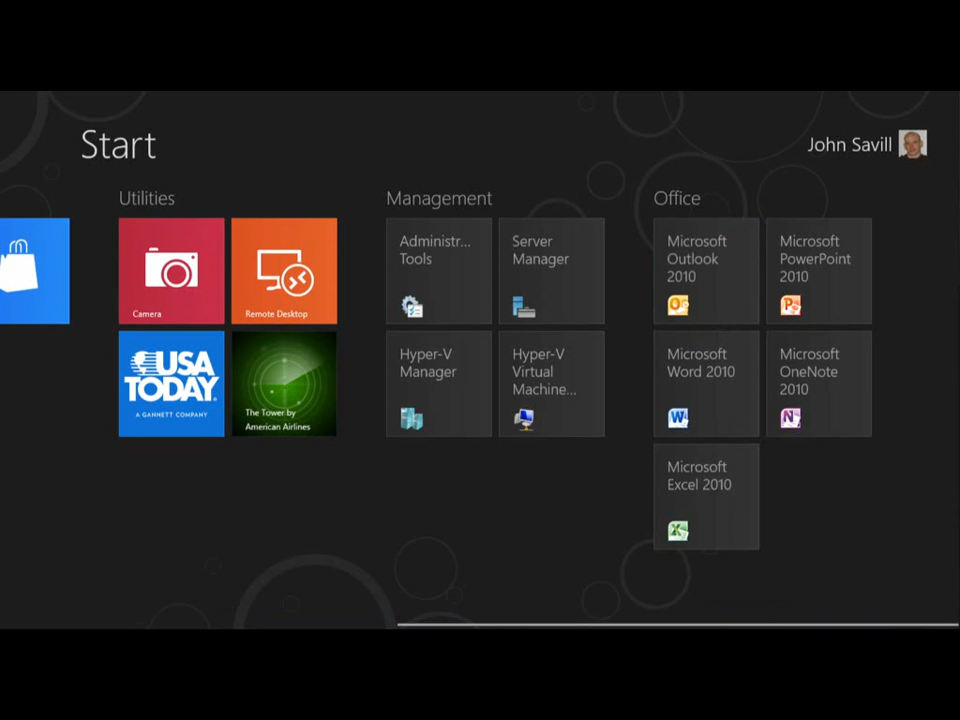 Start
John Savill
Utilities
Management
Office
Camera
Remote Desktop
USA
TODAY
A GANNETT COMPANY
The Tower by
American Airlines
Administr...
Tools
Server
Manager
Hyper-V
Manager
Hyper-V
Virtual
Machine...
Microsoft
Outlook
2010
Microsoft
PowerPoint
2010
Microsoft
Word 2010
Microsoft
OneNote
2010
Microsoft
Excel 2010